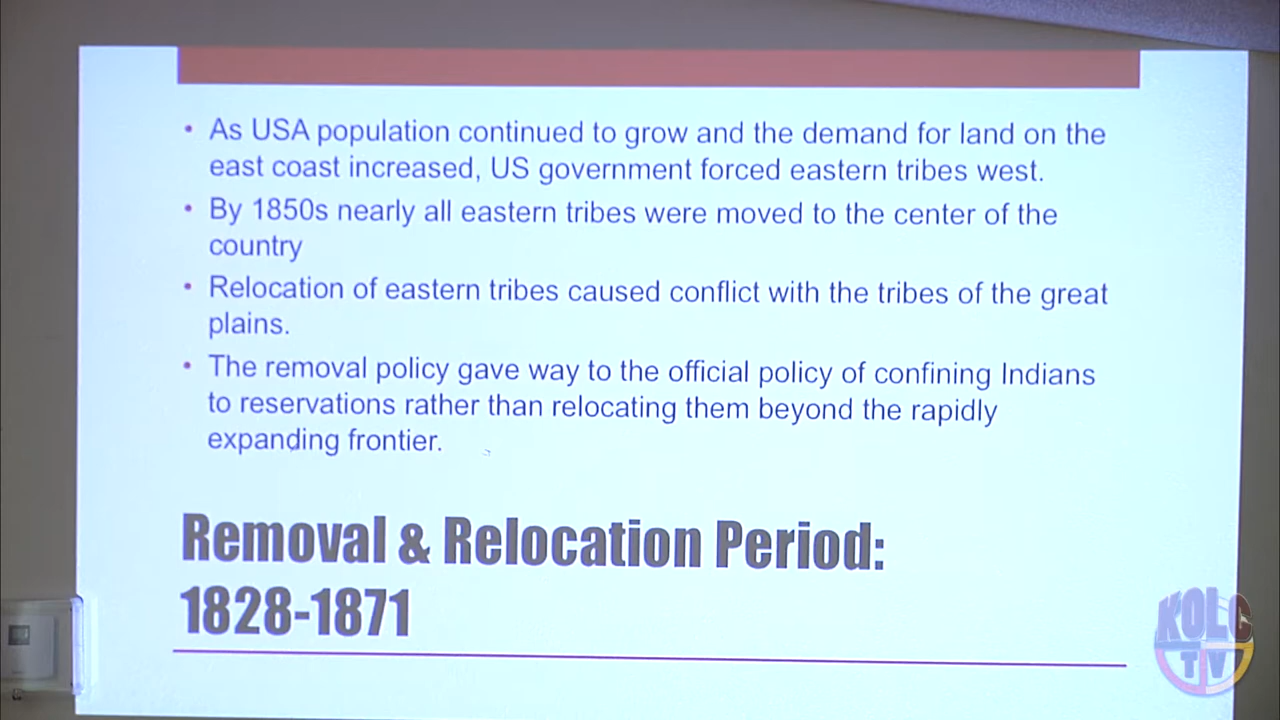 • As USA population continued to grow and the demand for land on the
east coast increased, US government forced eastern tribes west.
• By 1850s nearly all eastern tribes were moved to the center of the
country
• Relocation of eastern tribes caused conflict with the tribes of the great
plains.
• The removal policy gave way to the official policy of confining Indians
to reservations rather than relocating them beyond the rapidly
expanding frontier.
Removal & Relocation Period:
1828-1871
KOLC
TV